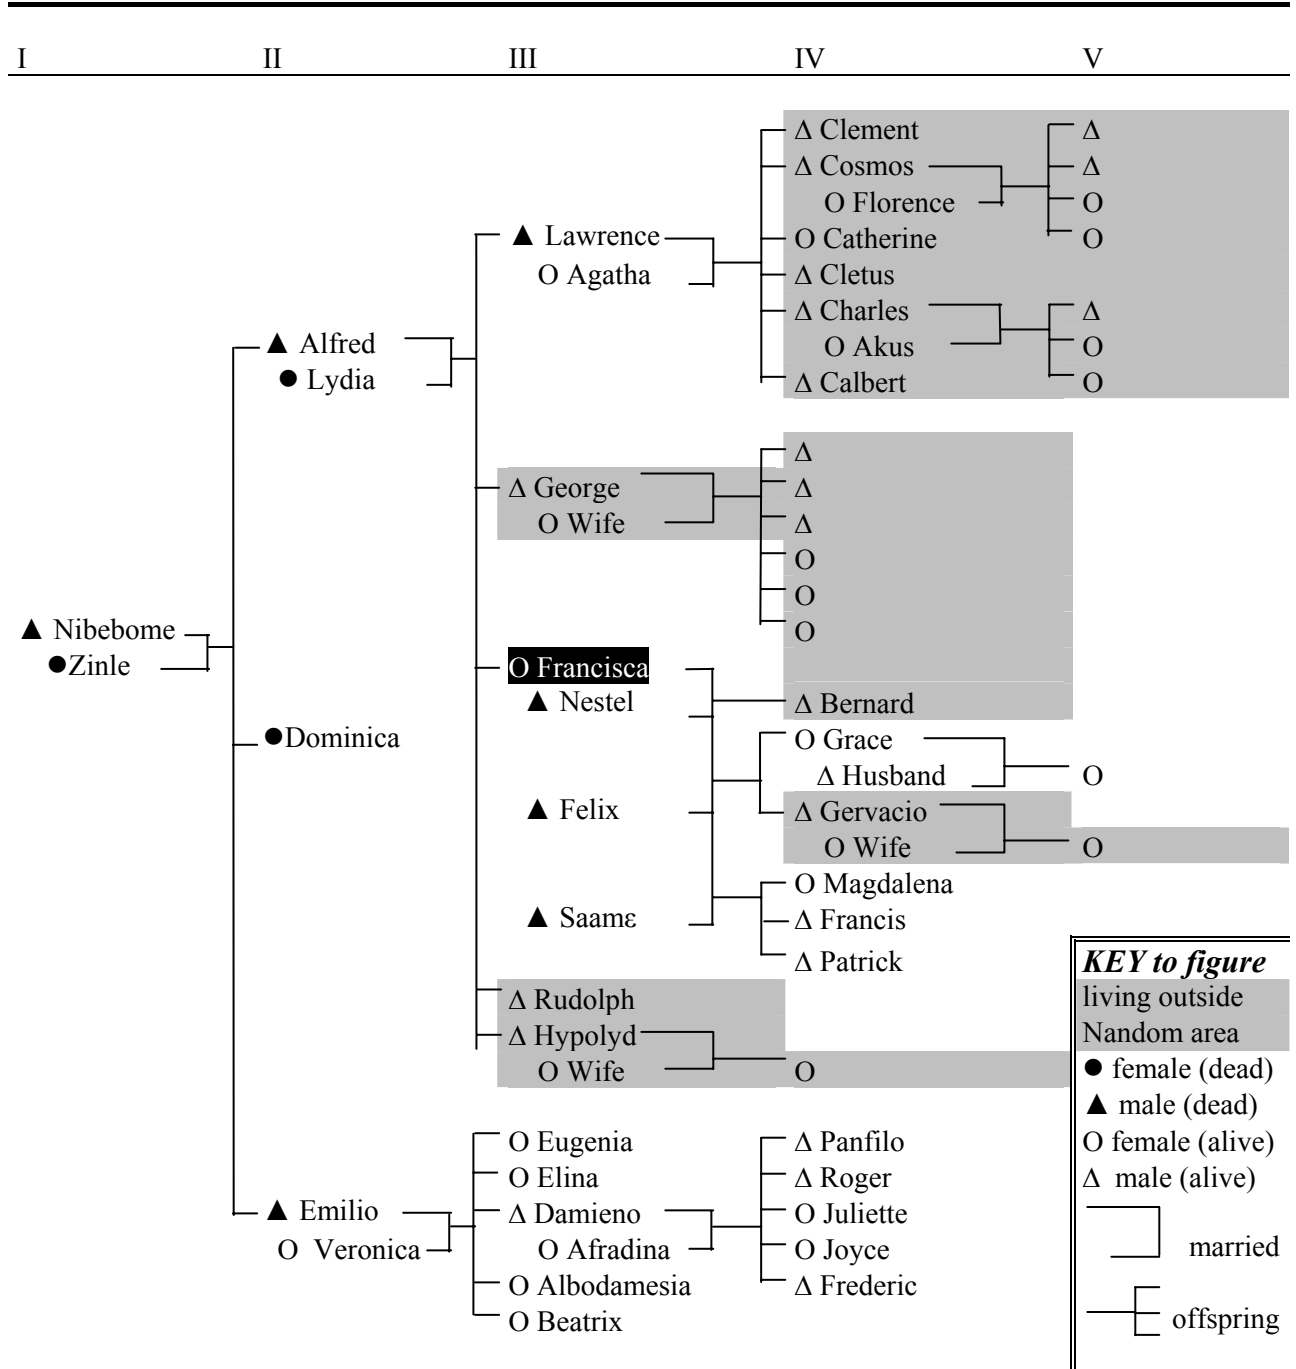 I II III IV V
Δ Clement Δ
Δ Cosmos Δ
O Florence O
▲ Lawrence O Catherine O
O Agatha Δ Cletus
Δ Charles Δ
▲ Alfred O Akus O
● Lydia Δ Calbert O
Δ
Δ George Δ
O Wife Δ
O
O
▲ Nibebome O
●Zinle O Francisca
▲ Nestel Δ Bernard
●Dominica O Grace
Δ Husband O
▲ Felix Δ Gervacio
O Wife O
O Magdalena
▲ Saamɛ Δ Francis
Δ Patrick KEY to figure
Δ Rudolph living outside
Δ Hypolyd Nandom area
O Wife O ● female (dead)
▲ male (dead)
O Eugenia Δ Panfilo O female (alive)
O Elina Δ Roger Δ male (alive)
▲ Emilio Δ Damieno O Juliette
O Veronica O Afradina O Joyce married
O Albodamesia Δ Frederic
O Beatrix offspring